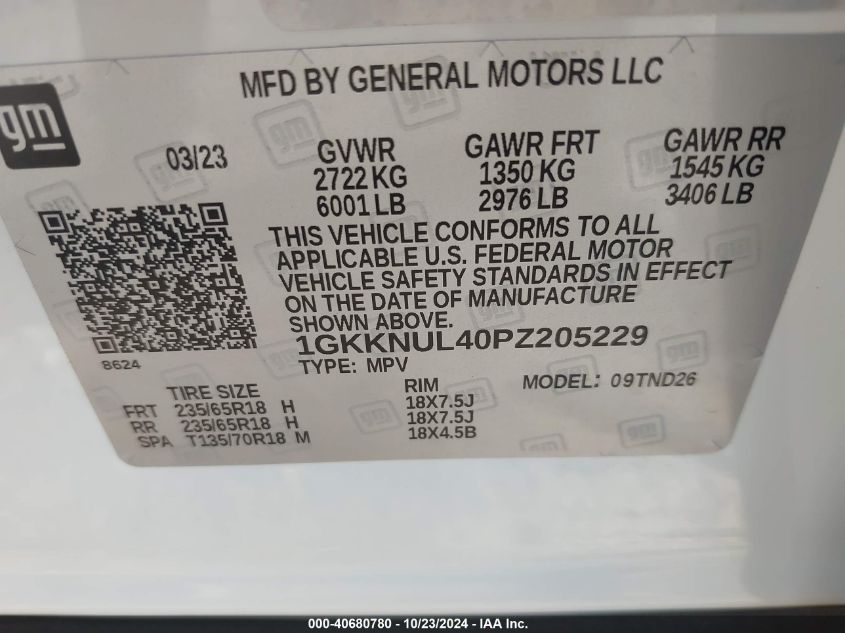 MFD BY GENERAL MOTORS LLC
gm
03/23
GVWR
2722 KG
6001 LB
GAWR FRT
1350 KG
2976 LB
GAWR RR
1545 KG
3406 LB
THIS VEHICLE CONFORMS TO ALL
APPLICABLE U.S. FEDERAL MOTOR
VEHICLE SAFETY STANDARDS IN EFFECT
ON THE DATE OF MANUFACTURE
SHOWN ABOVE.
1GKKNUL40PZ205229
8624
TYPE: MPV
MODEL: 09TND26
TIRE SIZE RIM
FRT 235/65R18 H 18X7.5J
RR 235/65R18 H 18X7.5J
SPA T135/70R18 M 18X4.5B
000-40680780 - 10/23/2024 - IAA Inc.